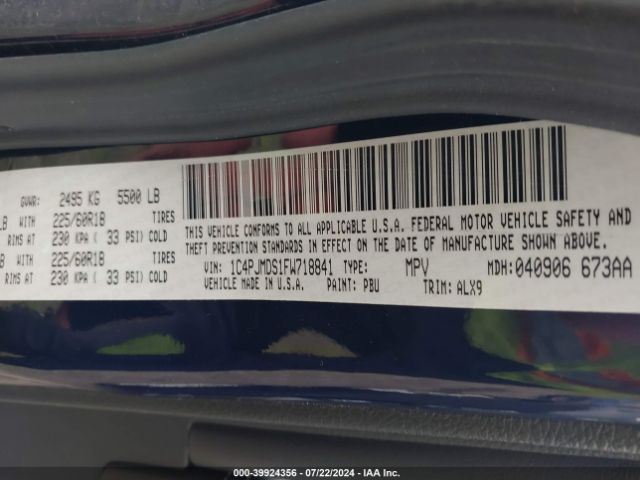 GVWR: 2495 KG 5500 LB
LB WITH 225/60R18 TIRES
RIMS AT 230 KPA ( 33 PSI) COLD
LB WITH 225/60R18 TIRES
RIMS AT 230 KPA ( 33 PSI) COLD
THIS VEHICLE CONFORMS TO ALL APPLICABLE U.S.A. FEDERAL MOTOR VEHICLE SAFETY AND
THEFT PREVENTION STANDARDS IN EFFECT ON THE DATE OF MANUFACTURE SHOWN ABOVE.
VIN: 1C4PJMDS1FW718841 TYPE: MPV MDH:040906 673AA
VEHICLE MADE IN U.S.A. PAINT: PBU TRIM: ALX9
CDN-39924356 - 07/22/2024 - IAA Inc.